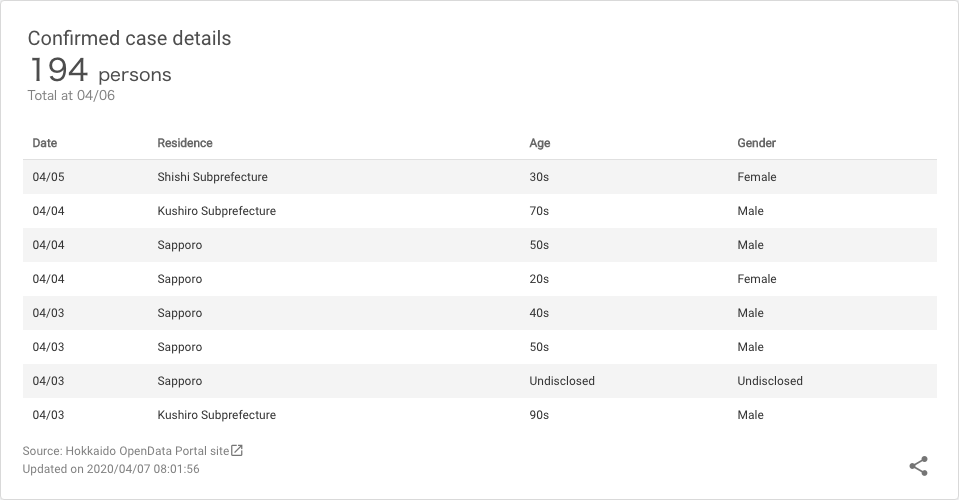 Confirmed case details
194 persons
Total at 04/06
Date Residence Age Gender
04/05 Shishi Subprefecture 30s Female
04/04 Kushiro Subprefecture 70s Male
04/04 Sapporo 50s Male
04/04 Sapporo 20s Female
04/03 Sapporo 40s Male
04/03 Sapporo 50s Male
04/03 Sapporo Undisclosed Undisclosed
04/03 Kushiro Subprefecture 90s Male
Source: Hokkaido OpenData Portal site
Updated on 2020/04/07 08:01:56